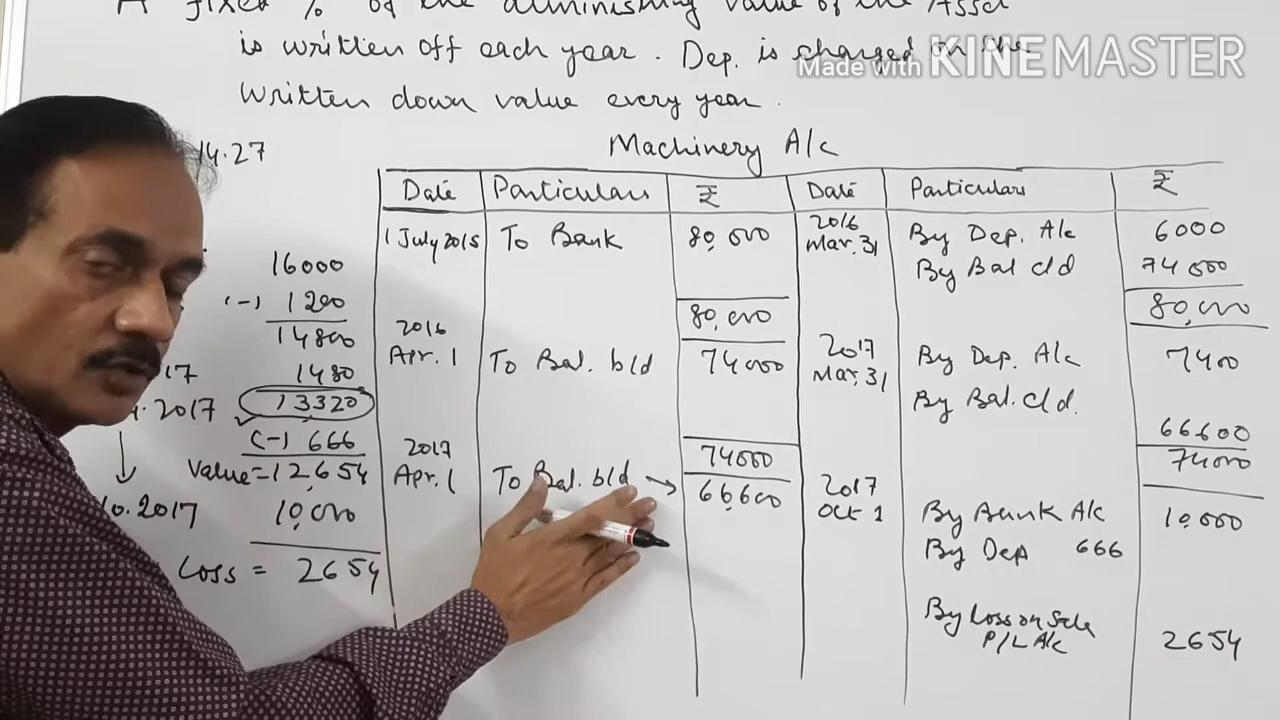 A fixed % of the diminishing value of the Asset
is written off each year. Dep. is charged on the
Made with KINEMASTER
written down value every year.
14.27
Machinery A/c
Date Particulars ₹ Date Particulars ₹
1 July 2015 To Bank 80,000 2016 Mar. 31 By Dep. A/c 6000
By Bal c/d 74000
80,000 80,000
2016 Apr. 1 To Bal. b/d 74000 2017 Mar. 31 By Dep. A/c 7400
By Bal. c/d. 66600
74000 74000
2017 Apr. 1 To Bal. b/d → 66,600 2017 Oct 1 By Bank A/c 10,000
By Dep 666
By Loss on Sale
P/L A/c 2654
16000
(-) 1200
14800
17 1480
.2017 13320
(-) 666
Value = 12,654
10.2017 10,000
Loss = 2654